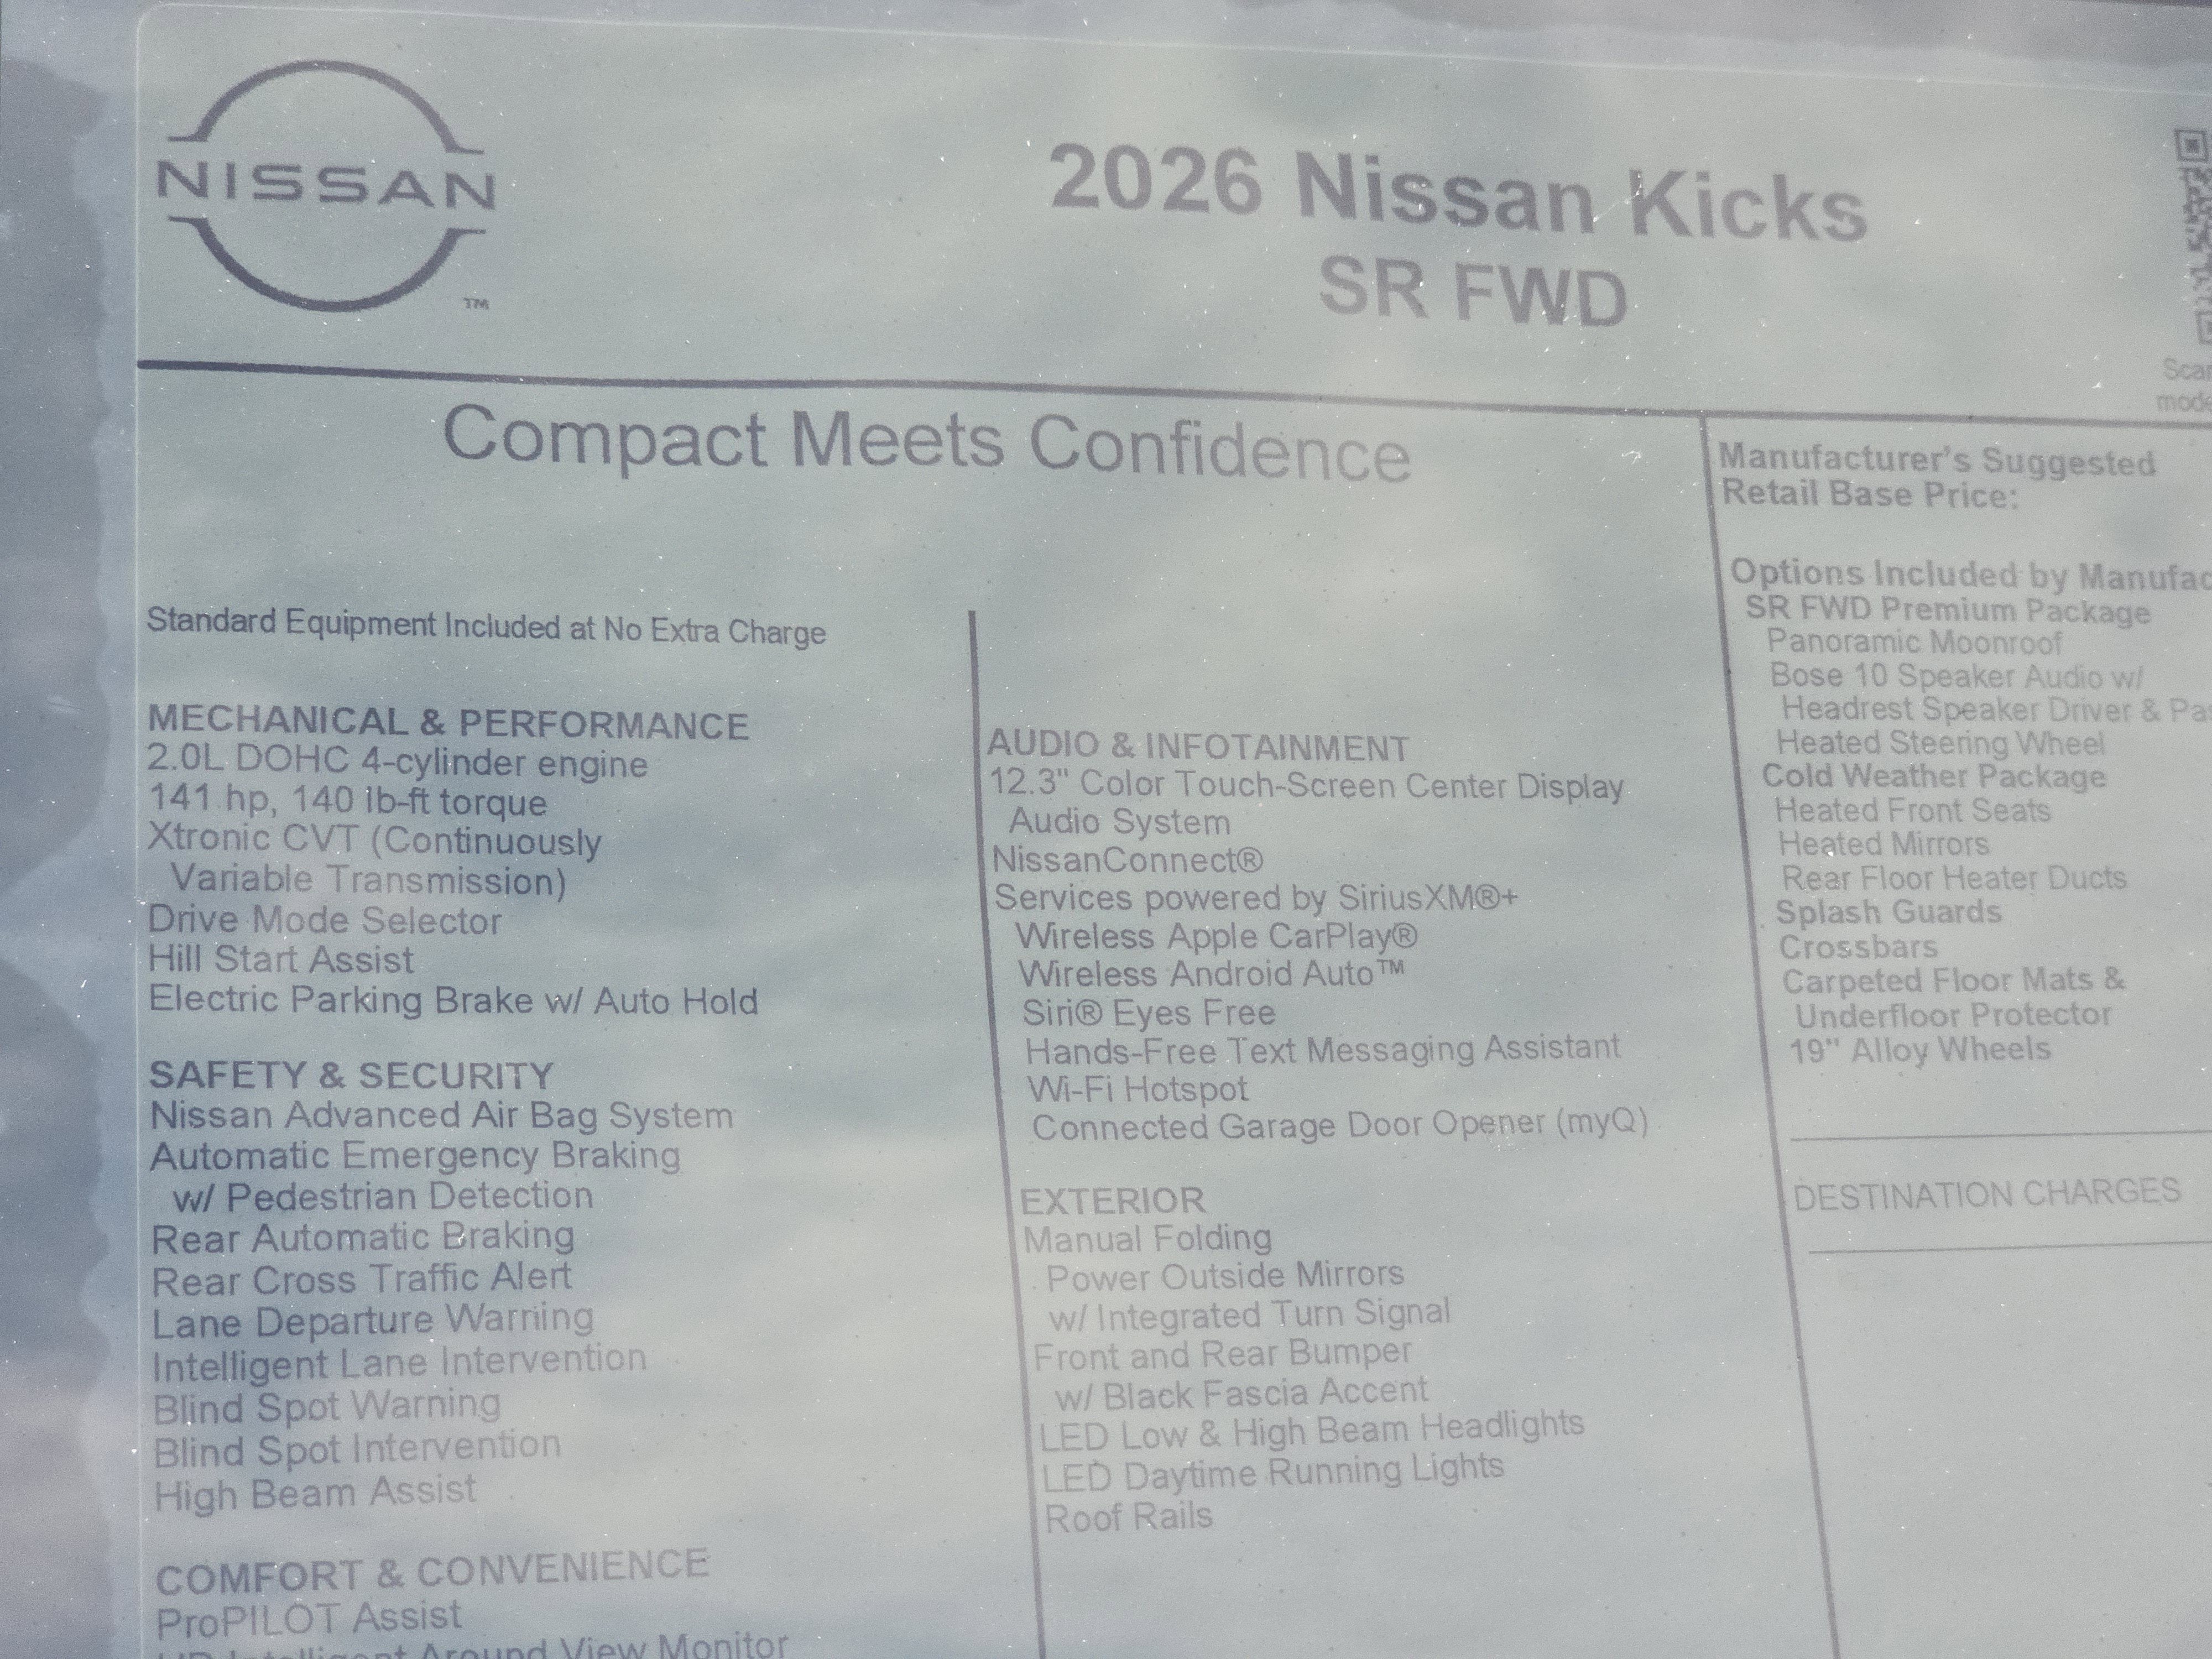 NISSAN
TM
2026 Nissan Kicks
SR FWD
Compact Meets Confidence
Standard Equipment Included at No Extra Charge
MECHANICAL & PERFORMANCE
2.0L DOHC 4-cylinder engine
141 hp, 140 lb-ft torque
Xtronic CVT (Continuously
Variable Transmission)
Drive Mode Selector
Hill Start Assist
Electric Parking Brake w/ Auto Hold
SAFETY & SECURITY
Nissan Advanced Air Bag System
Automatic Emergency Braking
w/ Pedestrian Detection
Rear Automatic Braking
Rear Cross Traffic Alert
Lane Departure Warning
Intelligent Lane Intervention
Blind Spot Warning
Blind Spot Intervention
High Beam Assist
COMFORT & CONVENIENCE
ProPILOT Assist
Intelligent Around View Monitor
AUDIO & INFOTAINMENT
12.3" Color Touch-Screen Center Display
Audio System
NissanConnect®
Services powered by SiriusXM®+
Wireless Apple CarPlay®
Wireless Android Auto™
Siri® Eyes Free
Hands-Free Text Messaging Assistant
Wi-Fi Hotspot
Connected Garage Door Opener (myQ)
EXTERIOR
Manual Folding
Power Outside Mirrors
w/ Integrated Turn Signal
Front and Rear Bumper
w/ Black Fascia Accent
LED Low & High Beam Headlights
LED Daytime Running Lights
Roof Rails
Manufacturer's Suggested
Retail Base Price:
Options Included by
SR FWD Premium Package
Panoramic Moonroof
Bose 10 Speaker Audio w/
Headrest Speaker Driver &
Heated Steering Wheel
Cold Weather Package
Heated Front Seats
Heated Mirrors
Rear Floor Heater Ducts
Splash Guards
Crossbars
Carpeted Floor Mats &
Underfloor Protector
19" Alloy Wheels
DESTINATION CHARGES